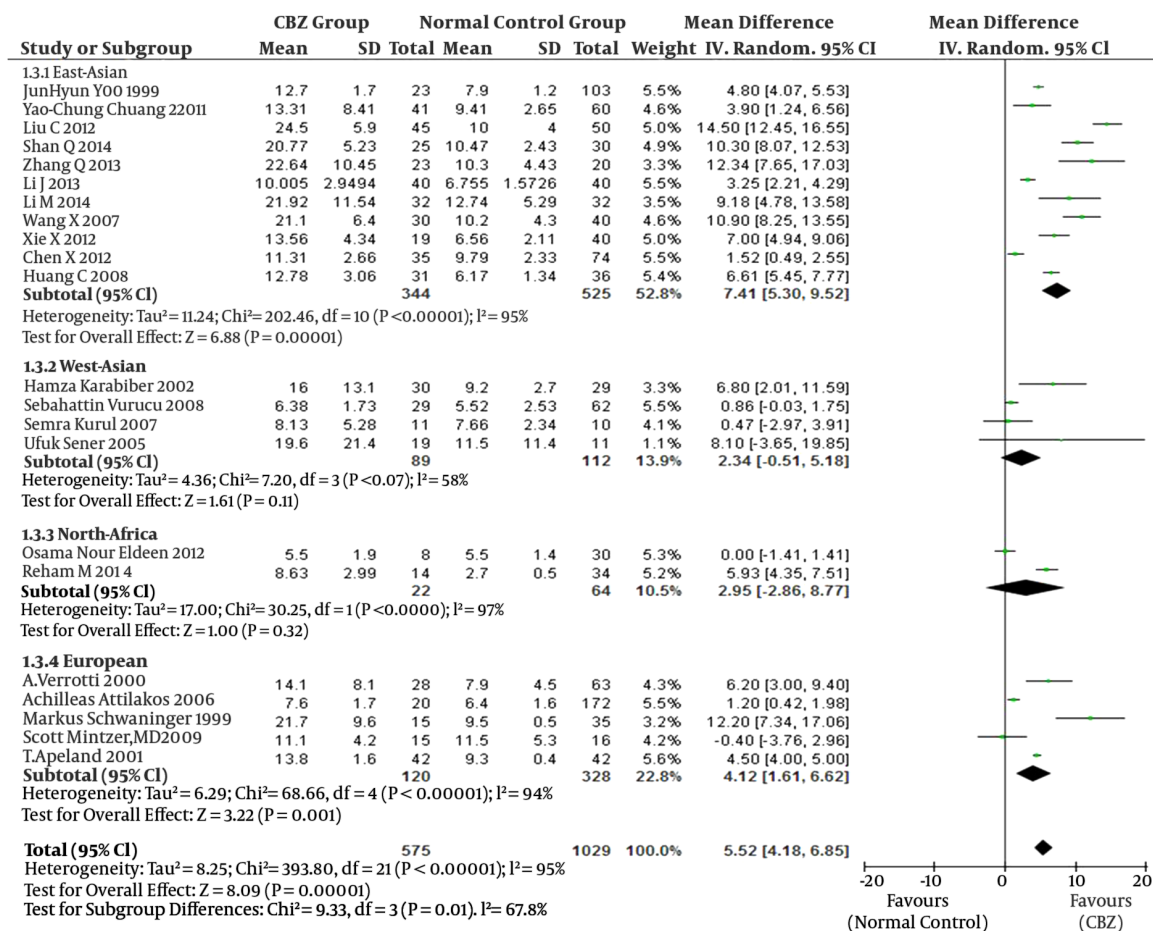 CBZ Group Normal Control Group Mean Difference Mean Difference
Study or Subgroup Mean SD Total Mean SD Total Weight IV. Random. 95% CI IV. Random. 95% Cl
1.3.1 East-Asian
JunHyun Y00 1999 12.7 1.7 23 7.9 1.2 103 5.5% 4.80 [4.07, 5.53]
Yao-Chung Chuang 22011 13.31 8.41 41 9.41 2.65 60 4.6% 3.90 [1.24, 6.56]
Liu C 2012 24.5 5.9 45 10 4 50 5.0% 14.50 [12.45, 16.55]
Shan Q 2014 20.77 5.23 25 10.47 2.43 30 4.9% 10.30 [8.07, 12.53]
Zhang Q 2013 22.64 10.45 23 10.3 4.43 20 3.3% 12.34 [7.65, 17.03]
Li J 2013 10.005 2.9494 40 6.755 1.5726 40 5.5% 3.25 [2.21, 4.29]
Li M 2014 21.92 11.54 32 12.74 5.29 32 3.5% 9.18 [4.78, 13.58]
Wang X 2007 21.1 6.4 30 10.2 4.3 40 4.6% 10.90 [8.25, 13.55]
Xie X 2012 13.56 4.34 19 6.56 2.11 40 5.0% 7.00 [4.94, 9.06]
Chen X 2012 11.31 2.66 35 9.79 2.33 74 5.5% 1.52 [0.49, 2.55]
Huang C 2008 12.78 3.06 31 6.17 1.34 36 5.4% 6.61 [5.45, 7.77]
Subtotal (95% Cl) 344 525 52.8% 7.41 [5.30, 9.52]
Heterogeneity: Tau²= 11.24; Chi²= 202.46, df = 10 (P <0.00001); l²= 95%
Test for Overall Effect: Z = 6.88 (P = 0.00001)
1.3.2 West-Asian
Hamza Karabiber 2002 16 13.1 30 9.2 2.7 29 3.3% 6.80 [2.01, 11.59]
Sebahattin Vurucu 2008 6.38 1.73 29 5.52 2.53 62 5.5% 0.86 [-0.03, 1.75]
Semra Kurul 2007 8.13 5.28 11 7.66 2.34 10 4.1% 0.47 [-2.97, 3.91]
Ufuk Sener 2005 19.6 21.4 19 11.5 11.4 11 1.1% 8.10 [-3.65, 19.85]
Subtotal (95% Cl) 89 112 13.9% 2.34 [-0.51, 5.18]
Heterogeneity: Tau²= 4.36; Chi²= 7.20, df = 3 (P <0.07); l²= 58%
Test for Overall Effect: Z = 1.61 (P = 0.11)
1.3.3 North-Africa
Osama Nour Eldeen 2012 5.5 1.9 8 5.5 1.4 30 5.3% 0.00 [-1.41, 1.41]
Reham M 2014 8.63 2.99 14 2.7 0.5 34 5.2% 5.93 [4.35, 7.51]
Subtotal (95% Cl) 22 64 10.5% 2.95 [-2.86, 8.77]
Heterogeneity: Tau²= 17.00; Chi²= 30.25, df = 1 (P <0.0000); l²= 97%
Test for Overall Effect: Z = 1.00 (P = 0.32)
1.3.4 European
A.Verrotti 2000 14.1 8.1 28 7.9 4.5 63 4.3% 6.20 [3.00, 9.40]
Achilleas Attilakos 2006 7.6 1.7 20 6.4 1.6 172 5.5% 1.20 [0.42, 1.98]
Markus Schwaninger 1999 21.7 9.6 15 9.5 0.5 35 3.2% 12.20 [7.34, 17.06]
Scott Mintzer,MD2009 11.1 4.2 15 11.5 5.3 16 4.2% -0.40 [-3.76, 2.96]
T.Apeland 2001 13.8 1.6 42 9.3 0.4 42 5.6% 4.50 [4.00, 5.00]
Subtotal (95% Cl) 120 328 22.8% 4.12 [1.61, 6.62]
Heterogeneity: Tau²= 6.29; Chi²= 68.66, df = 4 (P < 0.00001); l²= 94%
Test for Overall Effect: Z = 3.22 (P = 0.001)
Total (95% Cl) 575 1029 100.0% 5.52 [4.18, 6.85]
Heterogeneity: Tau²= 8.25; Chi²= 393.80, df = 21 (P < 0.00001); l²= 95%
Test for Overall Effect: Z = 8.09 (P = 0.00001)
Test for Subgroup Differences: Chi²= 9.33, df = 3 (P = 0.01). l²= 67.8%
-20 -10 0 10 20
Favours Favours
(Normal Control) (CBZ)